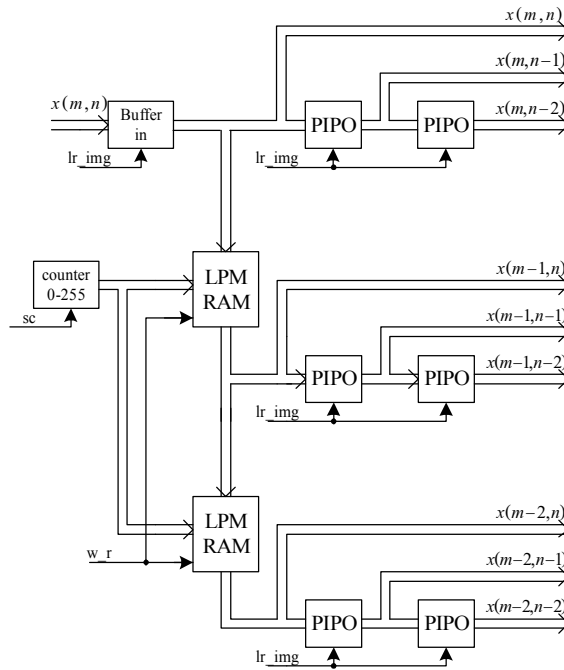 x(m,n)
x(m,n−1)
x(m,n)
Buffer
in
PIPO
PIPO
x(m,n−2)
lr_img
lr_img
counter
0-255
LPM
RAM
x(m−1,n)
sc
x(m−1,n−1)
PIPO
PIPO
x(m−1,n−2)
lr_img
LPM
RAM
x(m−2,n)
w_r
x(m−2,n−1)
PIPO
PIPO
x(m−2,n−2)
lr_img